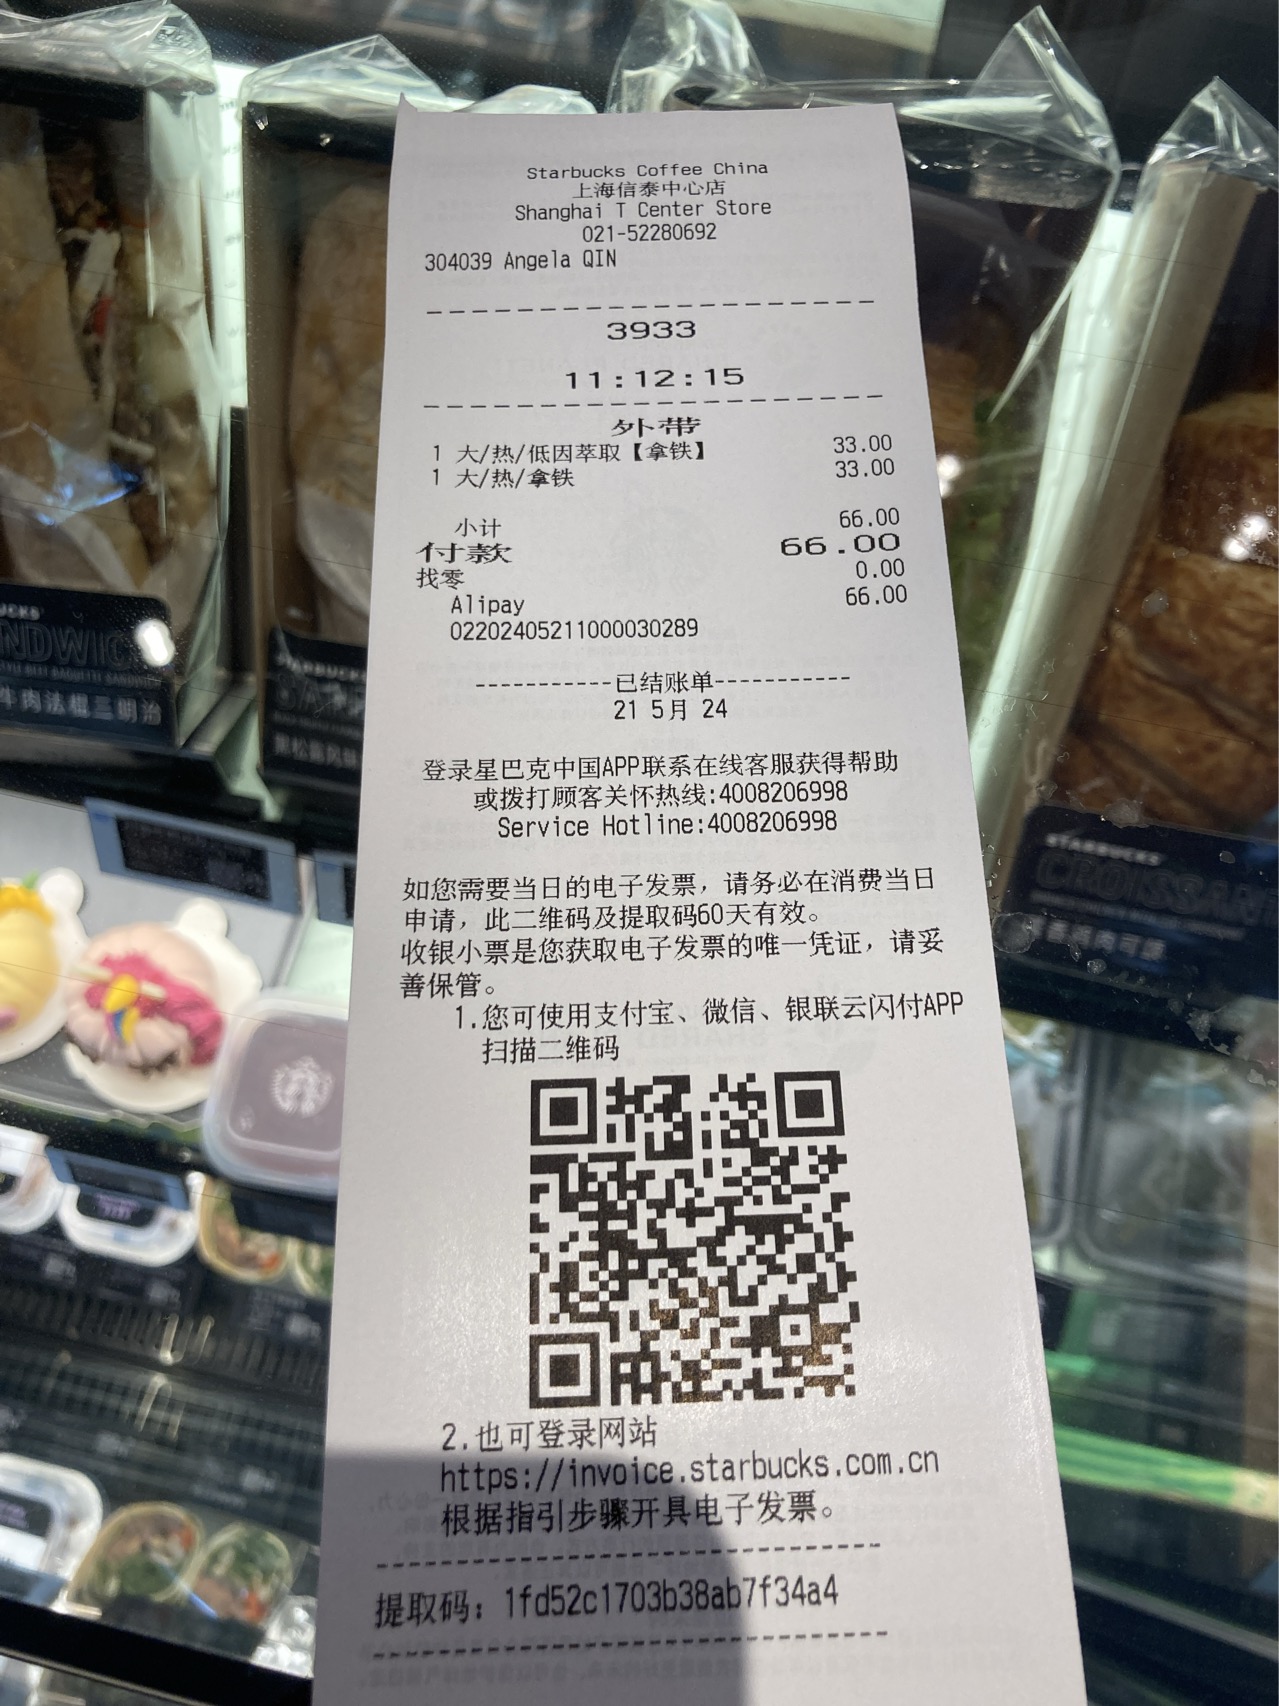 Starbucks Coffee China
上海信泰中心店
Shanghai T Center Store
021-52280692
304039 Angela QIN
3933
11:12:15
外带
1 大/热/低因萃取【拿铁】 33.00
1 大/热/拿铁 33.00
小计 66.00
付款 66.00
找零 0.00
Alipay 66.00
02202405211000030289
-----------已结账单-----------
21 5月 24
登录星巴克中国APP联系在线客服获得帮助
或拨打顾客关怀热线:4008206998
Service Hotline:4008206998
如您需要当日的电子发票，请务必在消费当日
申请，此二维码及提取码60天有效。
收银小票是您获取电子发票的唯一凭证，请妥
善保管。
1.您可使用支付宝、微信、银联云闪付APP
扫描二维码
2.也可登录网站
https://invoice.starbucks.com.cn
根据指引步骤开具电子发票。
提取码：1fd52c1703b38ab7f34a4
牛肉法棍三明治
STARBUCKS